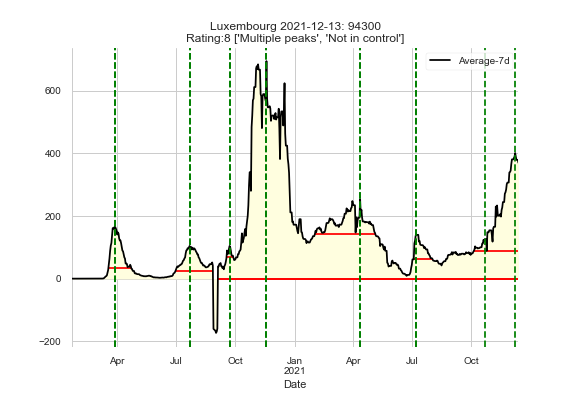 Luxembourg 2021-12-13: 94300
Rating:8 ['Multiple peaks', 'Not in control']
Average-7d
600
400
200
0
−200
Apr Jul Oct Jan Apr Jul Oct
2021
Date